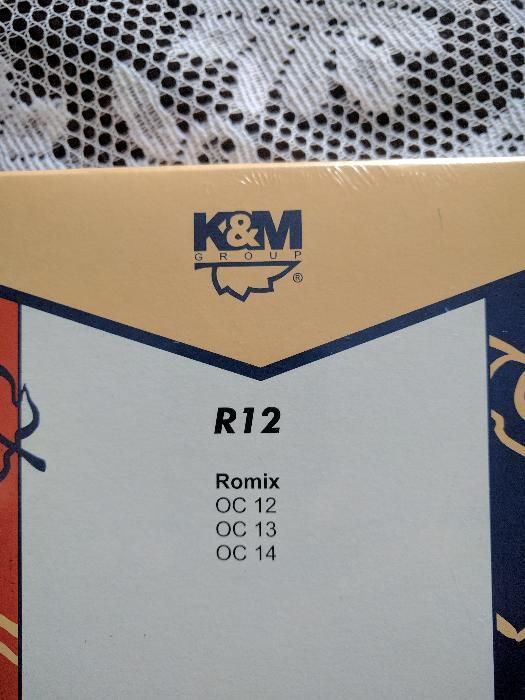 K&M
GROUP
®
R12
Romix
OC 12
OC 13
OC 14